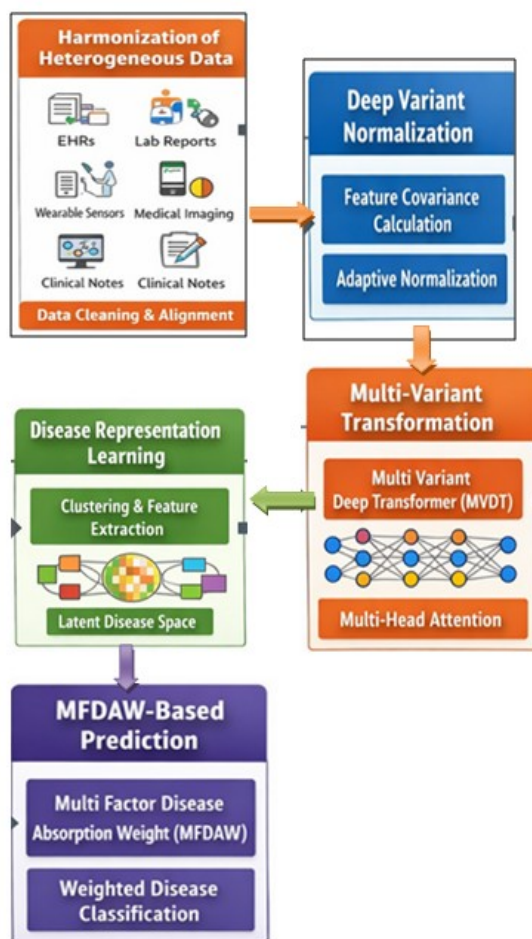 Harmonization of
Heterogeneous Data
EHRs
Lab Reports
Wearable Sensors
Medical Imaging
Clinical Notes
Clinical Notes
Data Cleaning & Alignment
Deep Variant
Normalization
Feature Covariance
Calculation
Adaptive Normalization
Multi-Variant
Transformation
Multi Variant
Deep Transformer (MVDT)
Multi-Head Attention
Disease Representation
Learning
Clustering & Feature
Extraction
Latent Disease Space
MFDAW-Based
Prediction
Multi Factor Disease
Absorption Weight (MFDAW)
Weighted Disease
Classification